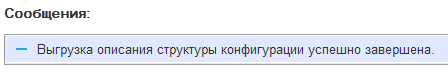 Сообщения:
Выгрузка описания структуры конфигурации успешно завершена.